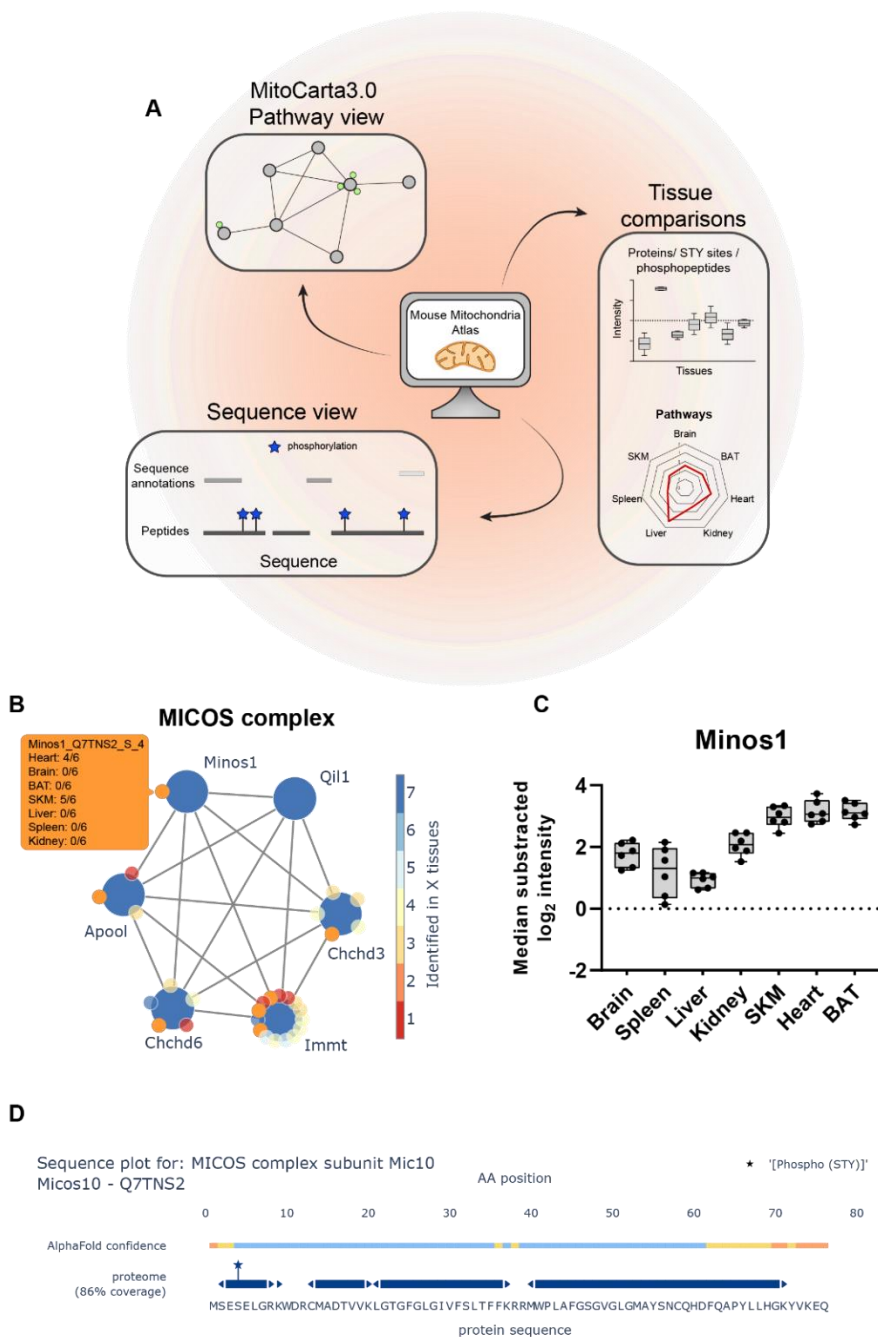 A
MitoCarta3.0
Pathway view
Tissue
comparisons
Proteins/ STY sites /
phosphopeptides
Intensity
Tissues
Pathways
Brain
SKM
BAT
Spleen
Heart
Liver
Kidney
Mouse Mitochondria
Atlas
Sequence view
phosphorylation
Sequence
annotations
Peptides
Sequence
B
MICOS complex
Minos1_Q7TNS2_S_4
Heart: 4/6
Brain: 0/6
BAT: 0/6
SKM: 5/6
Liver: 0/6
Spleen: 0/6
Kidney: 0/6
Minos1
Qil1
Apool
Chchd3
Chchd6
Immt
7
6
5
4
3
2
1
Identified in X tissues
C
Minos1
Median substracted
log2 intensity
4
2
0
-2
Brain
Spleen
Liver
Kidney
SKM
Heart
BAT
D
Sequence plot for: MICOS complex subunit Mic10
Micos10 - Q7TNS2
AA position
'[Phospho (STY)]'
0 10 20 30 40 50 60 70 80
AlphaFold confidence
proteome
(86% coverage)
MSESELGRKWDRCMADTVVKLGTGFGLGIVFSLTFFKRRMWPLAFGSGVGLGMAYSNCQHDFQAPYLLHGKYVKEQ
protein sequence